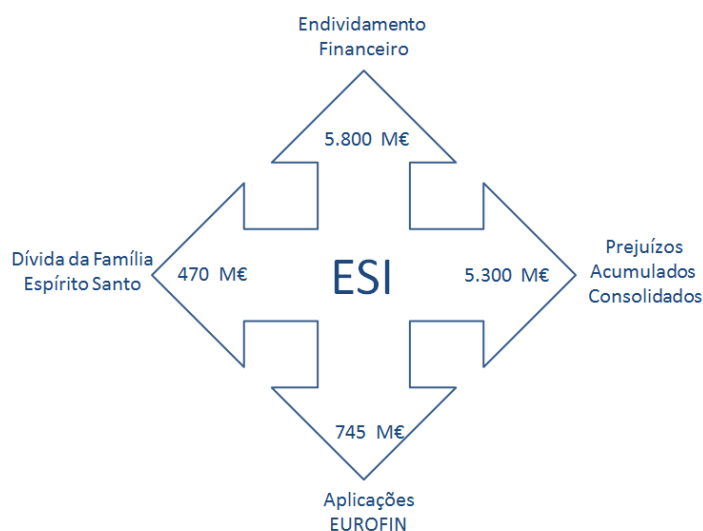 Endividamento
Financeiro
5.800 M€
Dívida da Família
Espírito Santo
470 M€
ESI
5.300 M€
Prejuízos
Acumulados
Consolidados
745 M€
Aplicações
EUROFIN